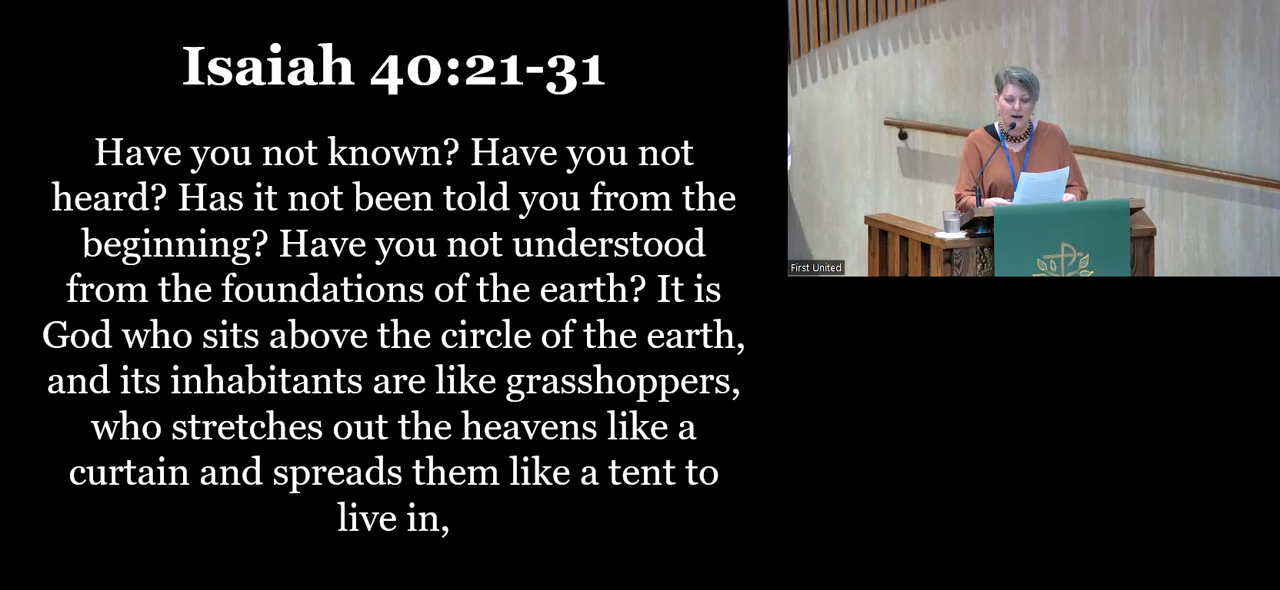 Isaiah 40:21-31
Have you not known? Have you not
heard? Has it not been told you from the
beginning? Have you not understood
from the foundations of the earth? It is
God who sits above the circle of the earth,
and its inhabitants are like grasshoppers,
who stretches out the heavens like a
curtain and spreads them like a tent to
live in,
First United